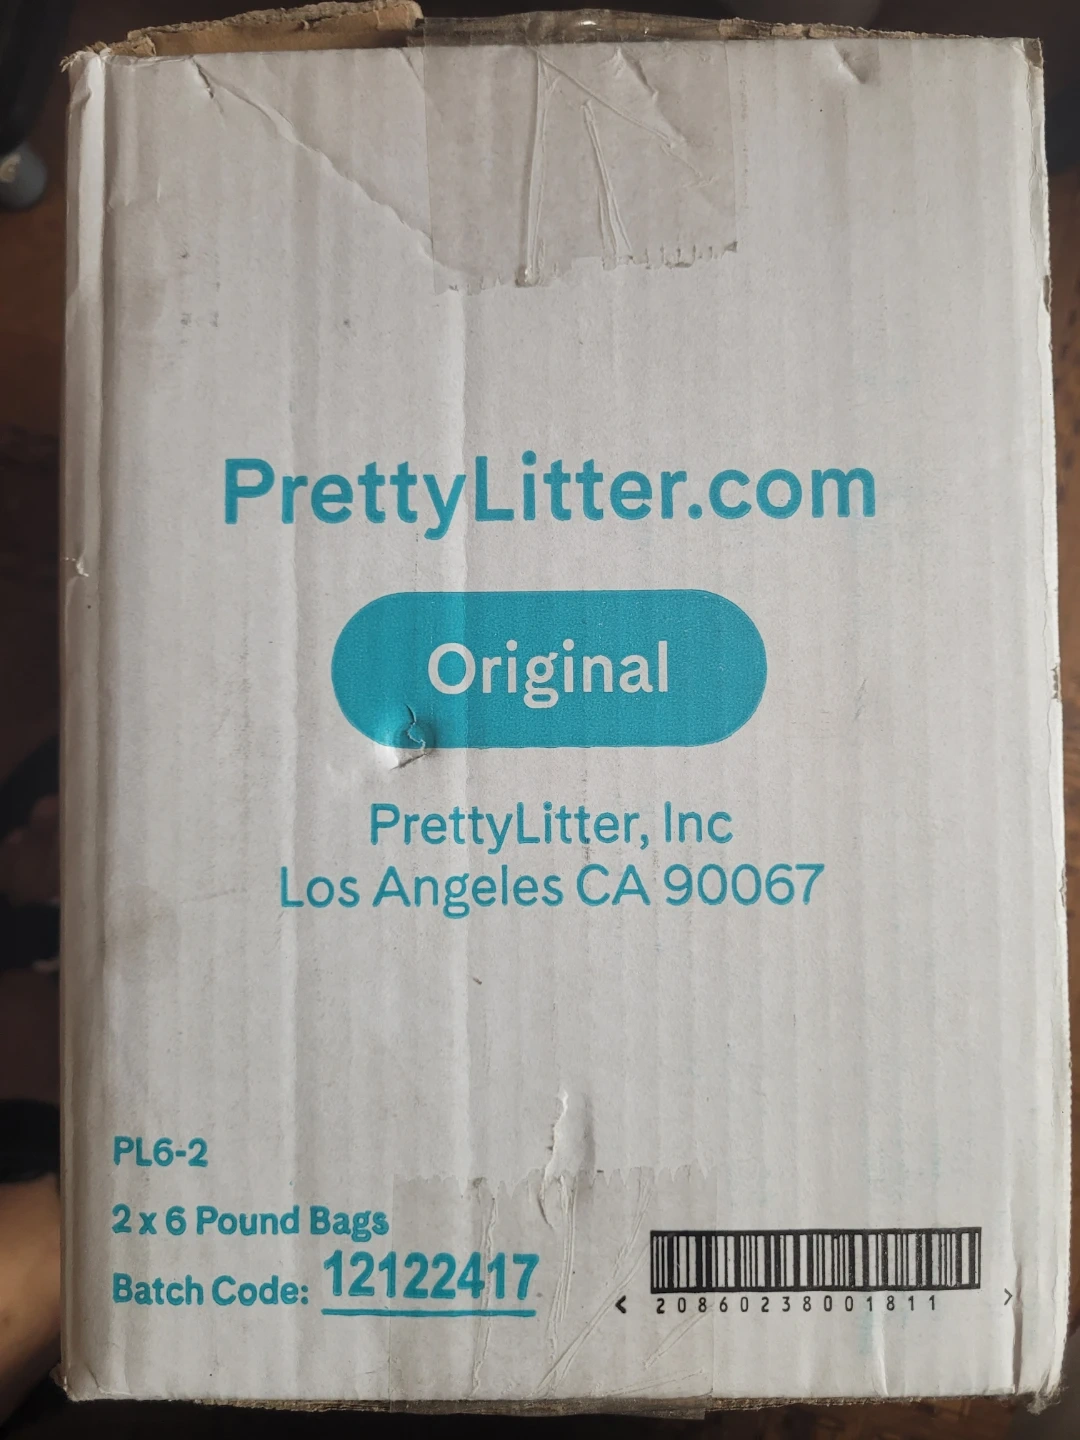 PrettyLitter.com
Original
PrettyLitter, Inc
Los Angeles CA 90067
PL6-2
2 x 6 Pound Bags
Batch Code: 12122417
< 20860238001811 >